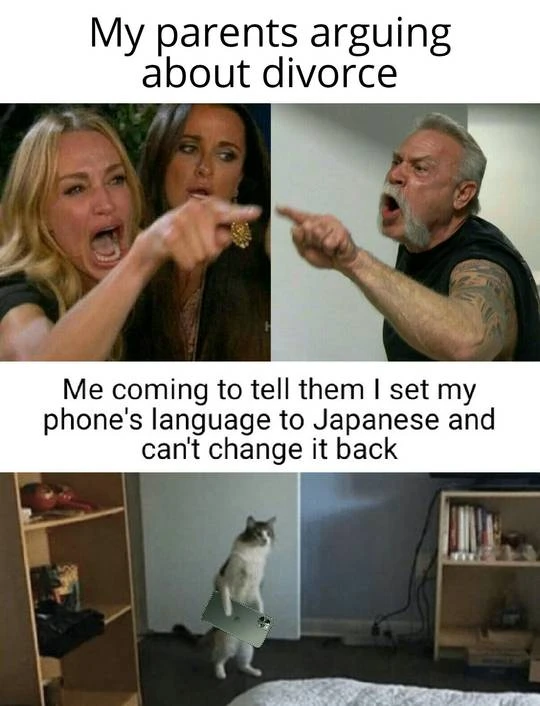 My parents arguing
about divorce
Me coming to tell them I set my
phone's language to Japanese and
can't change it back